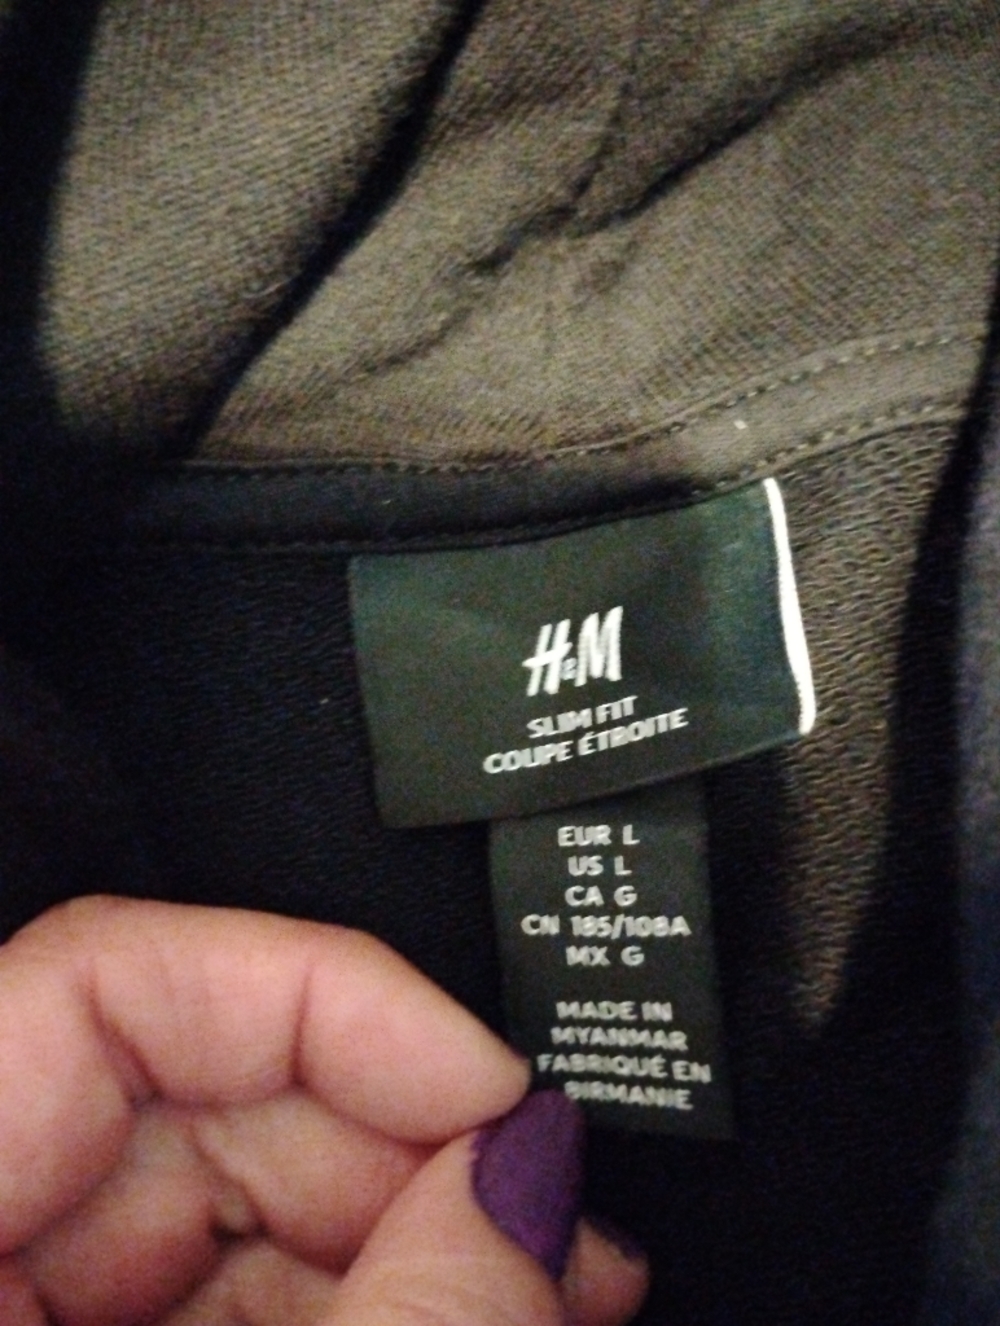 H&M
SLIM FIT
COUPE ÉTROITE
EUR L
US L
CA G
CN 185/108A
MX G
MADE IN
MYANMAR
FABRIQUÉ EN
BIRMANIE